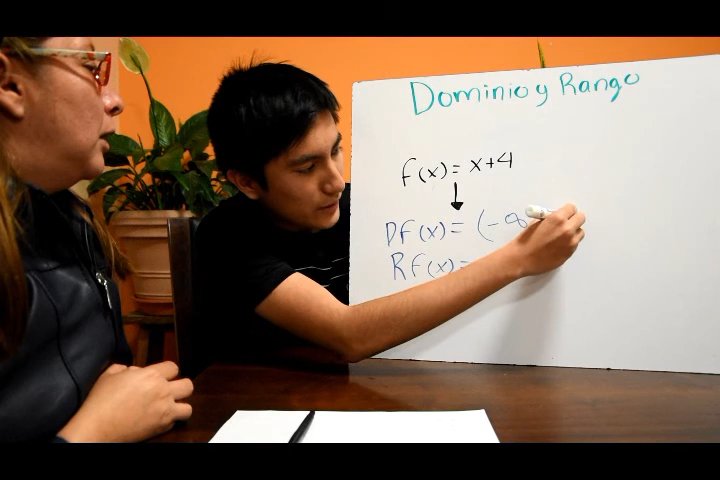 Dominio y Rango
f(x) = x+4
Df(x) = (-∞
Rf(x)=